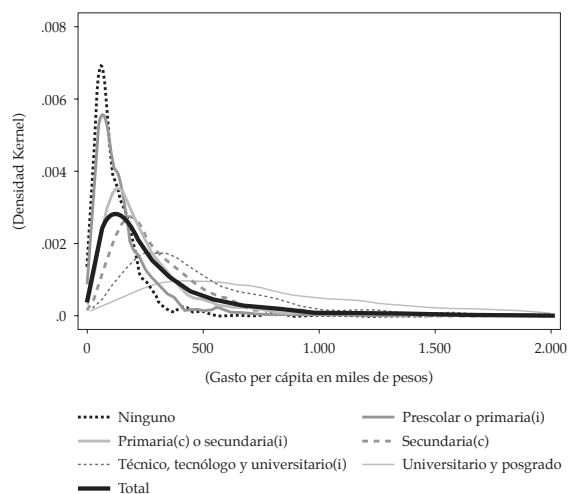 (Densidad Kernel)
.008
.006
.004
.002
.0
0 500 1.000 1.500 2.000
(Gasto per cápita en miles de pesos)
Ninguno Prescolar o primaria(i)
Primaria(c) o secundaria(i) Secundaria(c)
Técnico, tecnólogo y universitario(i) Universitario y posgrado
Total